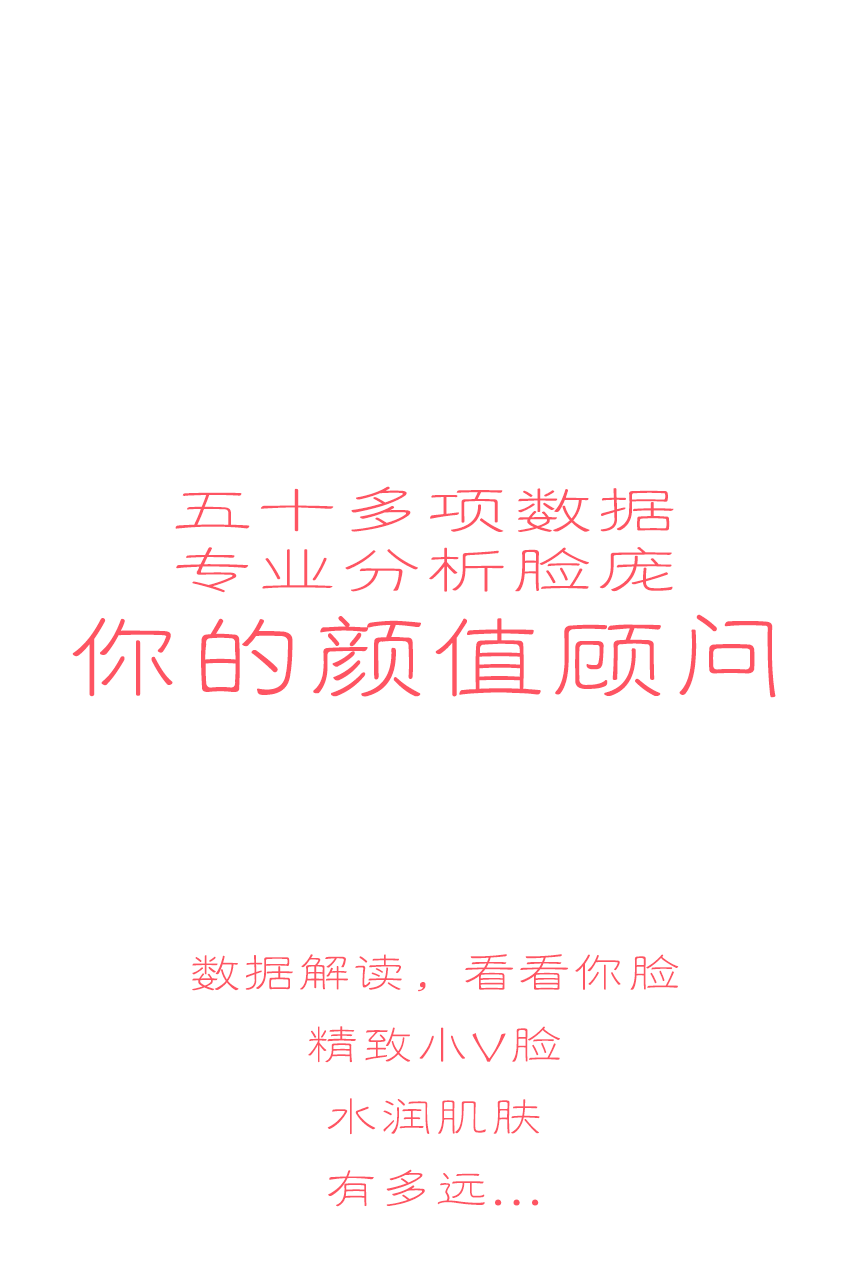 五十多项数据
专业分析脸庞
你的颜值顾问
数据解读，看看你脸
精致小V脸
水润肌肤
有多远...